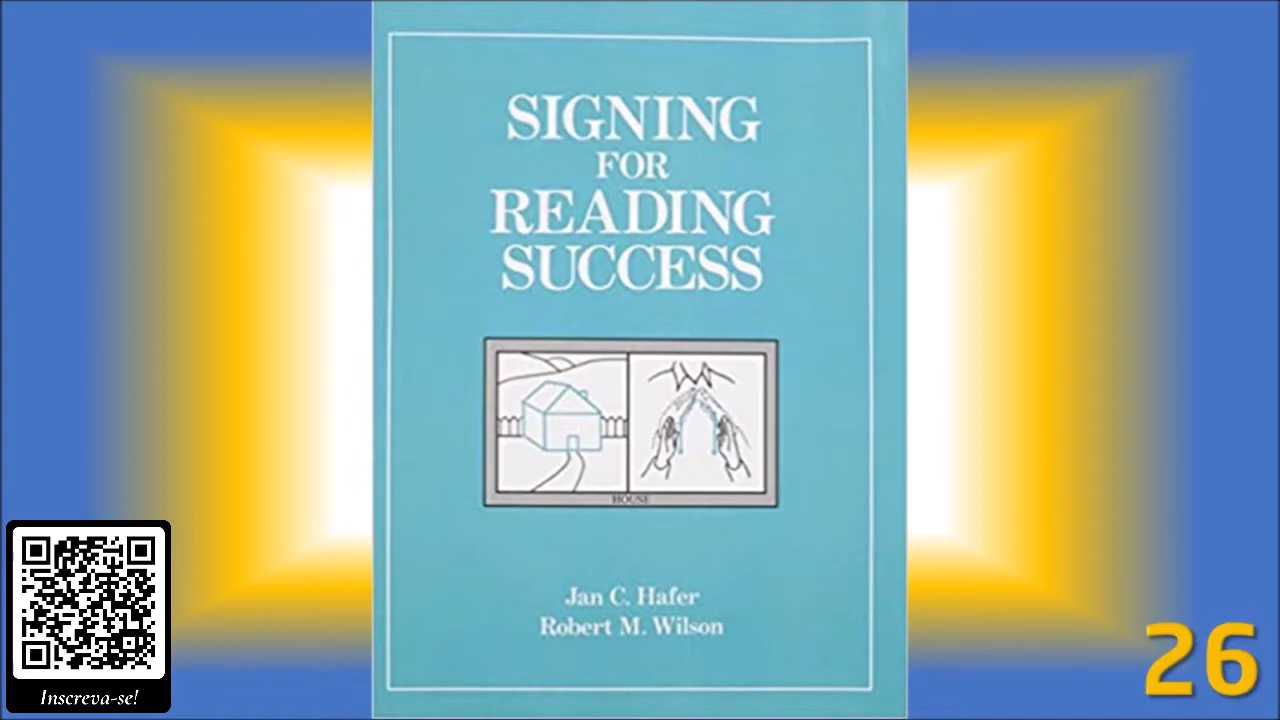 SIGNING
FOR
READING
SUCCESS
HOUSE
Jan C. Hafer
Robert M. Wilson
Inscreva-se!
26